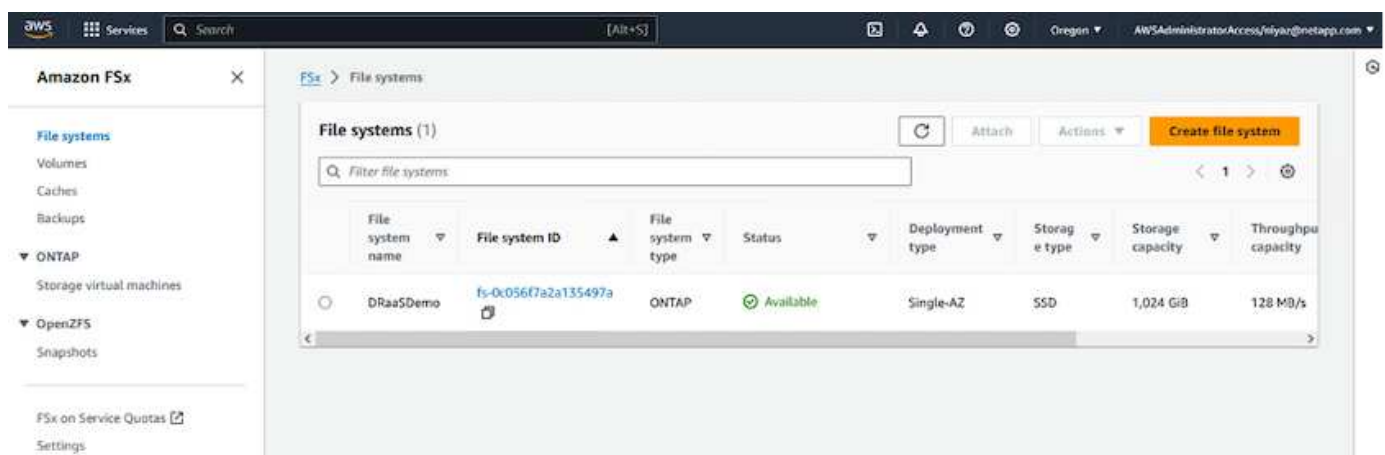 aws
Services
Search
[Alt+S]
Oregon
AWSAdministratorAccess/niyaz@netapp.com
Amazon FSx
File systems
Volumes
Caches
Backups
ONTAP
Storage virtual machines
OpenZFS
Snapshots
FSx on Service Quotas
Settings
FSx > File systems
File systems (1)
Attach
Actions
Create file system
Filter file systems
1
File system name
File system ID
File system type
Status
Deployment type
Storag
e type
Storage capacity
Throughpu
capacity
DRaaSDemo
fs-0c056f7a2a135497a
ONTAP
Available
Single-AZ
SSD
1,024 GiB
128 MB/s